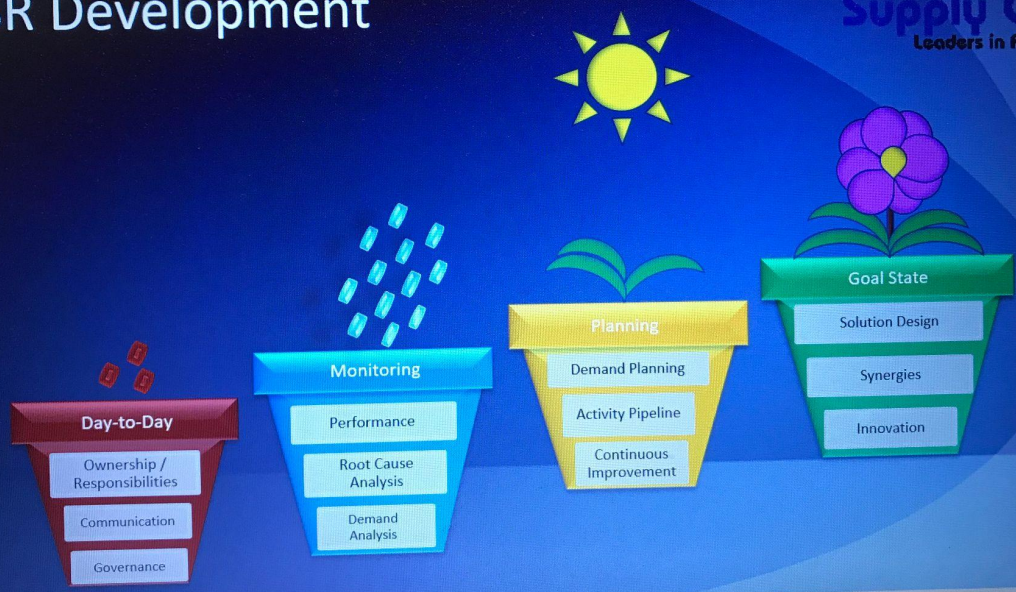 R Development
Supply
Leaders in
Day-to-Day
Ownership /
Responsibilities
Communication
Governance
Monitoring
Performance
Root Cause
Analysis
Demand
Analysis
Planning
Demand Planning
Activity Pipeline
Continuous
Improvement
Goal State
Solution Design
Synergies
Innovation